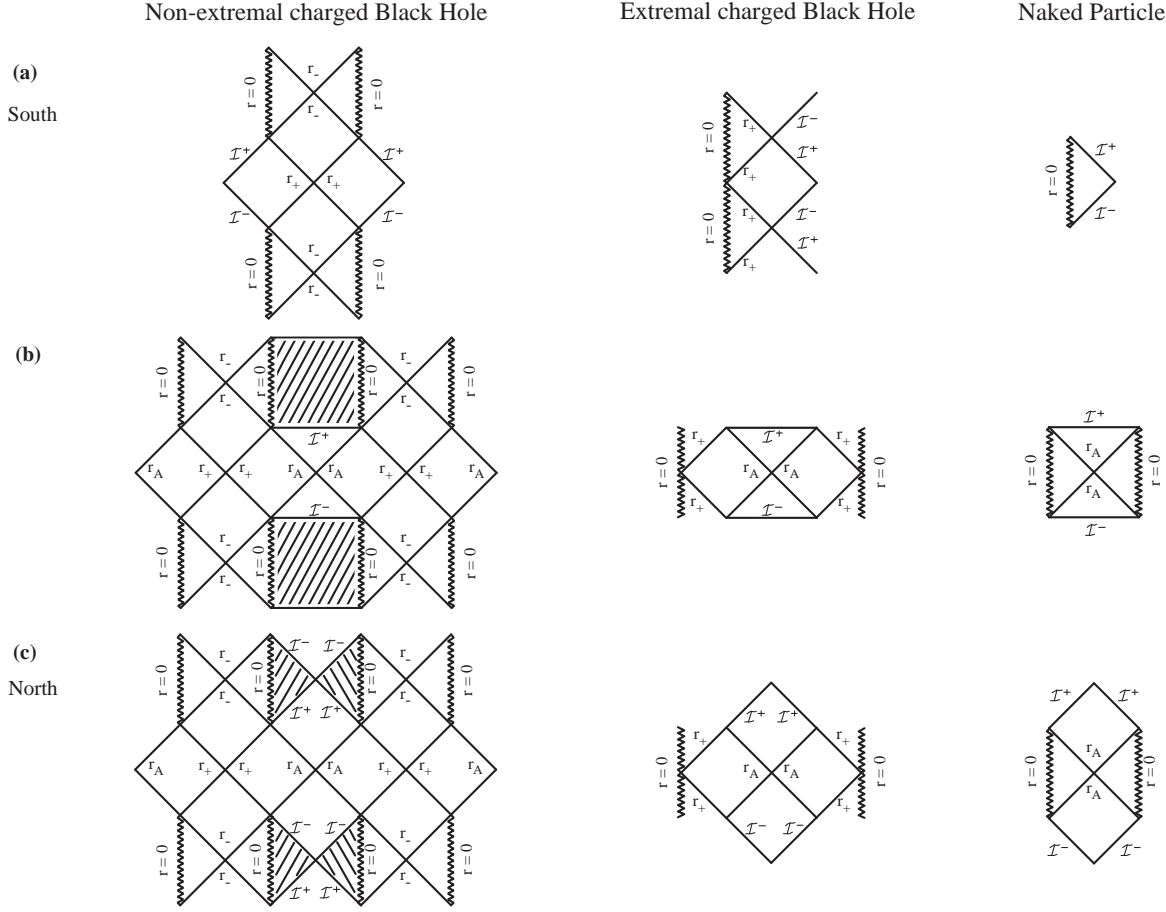 Non-extremal charged Black Hole
Extremal charged Black Hole
Naked Particle
(a)
South
r₋
r = 0
r = 0
r₋
ℐ⁺
ℐ⁺
r₊ r₊
ℐ⁻
ℐ⁻
r₋
r = 0
r = 0
r₋
r = 0
r₊
ℐ⁻
ℐ⁺
r₊
r = 0
r₊
ℐ⁻
ℐ⁺
r₊
r = 0
ℐ⁺
ℐ⁻
(b)
r₋
r₋
r = 0
r = 0
r = 0
r = 0
r₋
r₋
ℐ⁺
r_A r₊ r₊ r_A r_A r₊ r₊ r_A
ℐ⁻
r₋
r₋
r = 0
r = 0
r = 0
r = 0
r₋
r₋
r₊
ℐ⁺
r₊
r = 0
r_A r_A
r = 0
r₊
ℐ⁻
r₊
ℐ⁺
r_A
r = 0
r = 0
r_A
ℐ⁻
(c)
North
ℐ⁻ ℐ⁻
r₋
r₋
r = 0
r = 0
r = 0
r = 0
r₋
r₋
ℐ⁺ ℐ⁺
r_A r₊ r₊ r_A r_A r₊ r₊ r_A
ℐ⁻ ℐ⁻
r₋
r₋
r = 0
r = 0
r = 0
r = 0
r₋
r₋
ℐ⁺ ℐ⁺
ℐ⁺ ℐ⁺
r₊
r₊
r = 0
r_A r_A
r = 0
r₊
r₊
ℐ⁻ ℐ⁻
ℐ⁺ ℐ⁺
r_A
r = 0
r = 0
r_A
ℐ⁻ ℐ⁻